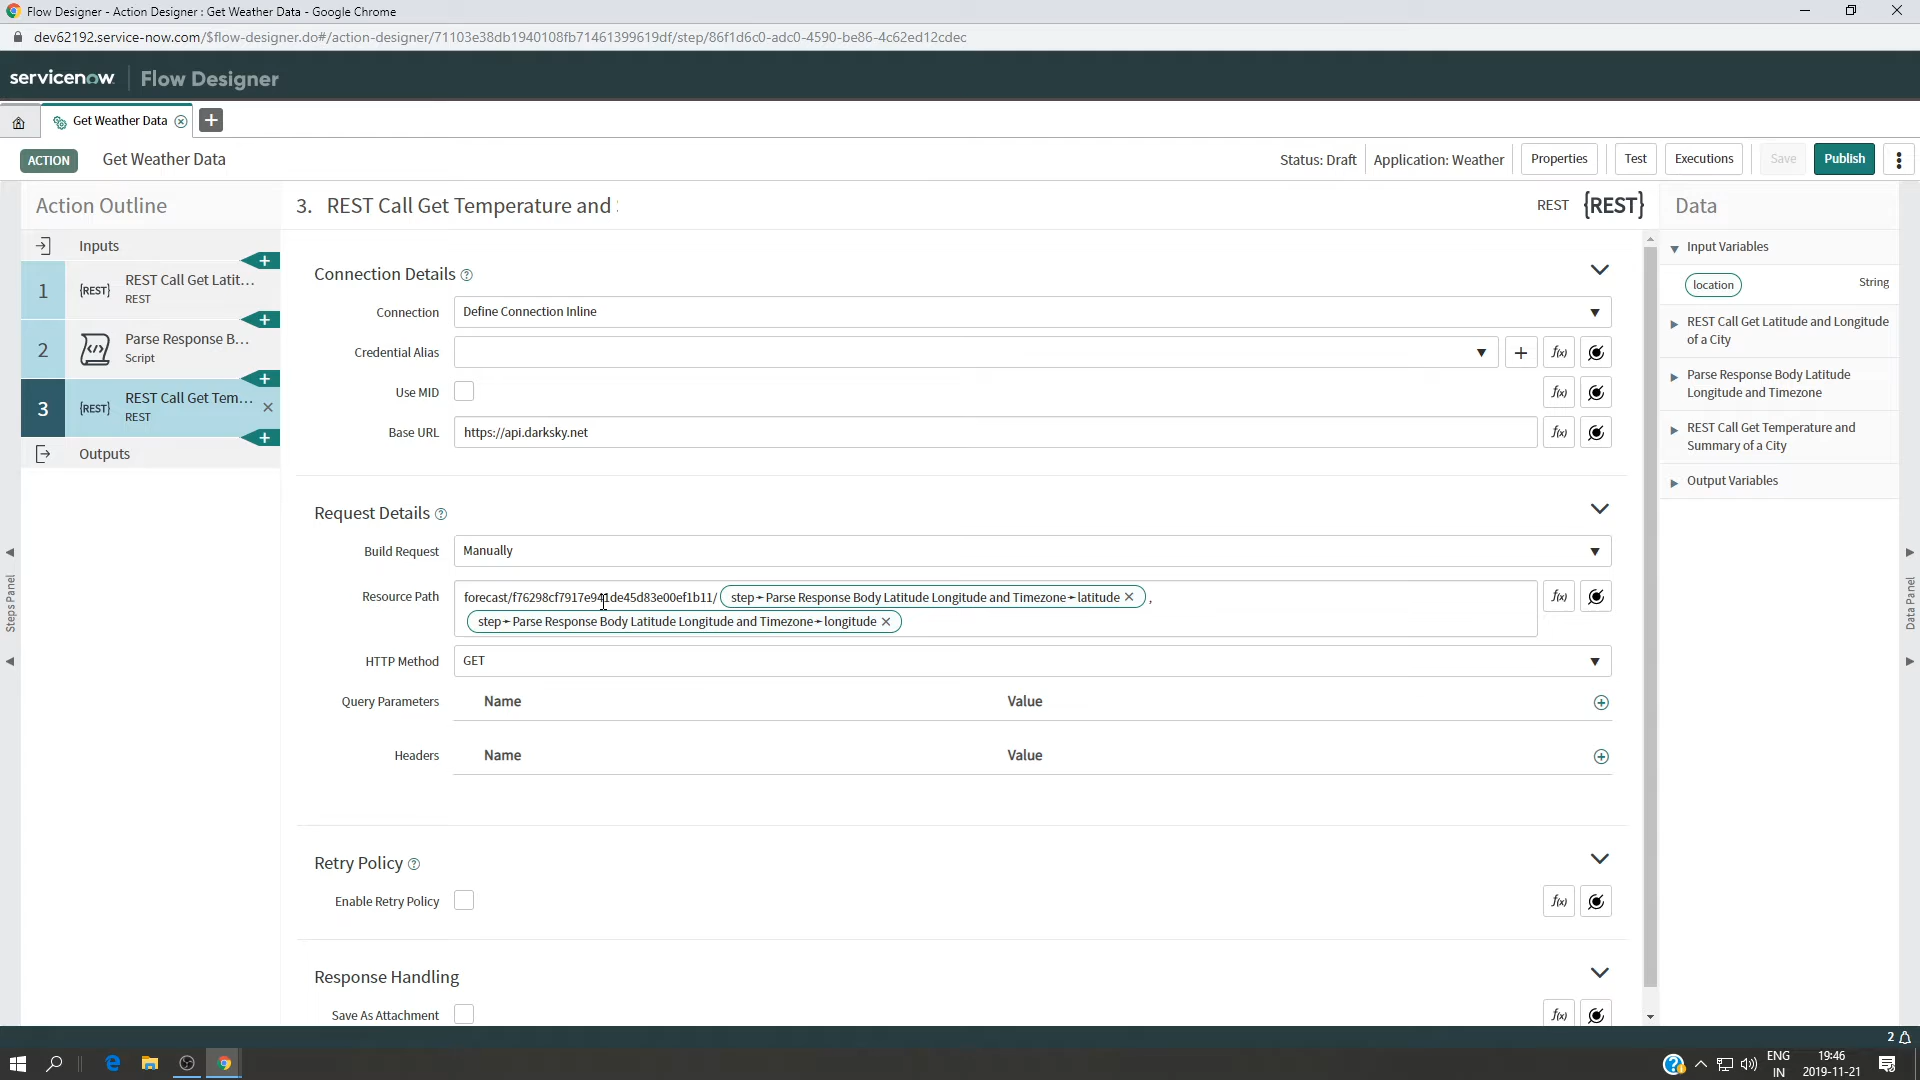 Flow Designer - Action Designer : Get Weather Data - Google Chrome
dev62192.service-now.com/$flow-designer.do#/action-designer/71103e38db1940108fb71461399619df/step/86f1d6c0-adc0-4590-be86-4c62ed12cdec
servicenow Flow Designer
Get Weather Data
ACTION Get Weather Data Status: Draft Application: Weather Properties Test Executions Save Publish
Action Outline
Inputs
1 {REST} REST Call Get Latit...
REST
2 Parse Response B...
Script
3 {REST} REST Call Get Tem...
REST
Outputs
Steps Panel
3. REST Call Get Temperature and
REST {REST}
Connection Details
Connection Define Connection Inline
Credential Alias
f(x)
Use MID
f(x)
Base URL https://api.darksky.net
f(x)
Request Details
Build Request Manually
Resource Path forecast/f76298cf7917e941de45d83e00ef1b11/ step➛Parse Response Body Latitude Longitude and Timezone➛latitude ,
step➛Parse Response Body Latitude Longitude and Timezone➛longitude
f(x)
HTTP Method GET
Query Parameters Name Value
Headers Name Value
Retry Policy
Enable Retry Policy
f(x)
Response Handling
Save As Attachment
f(x)
Data
Input Variables
location String
REST Call Get Latitude and Longitude
of a City
Parse Response Body Latitude
Longitude and Timezone
REST Call Get Temperature and
Summary of a City
Output Variables
Data Panel
2
ENG
IN
19:46
2019-11-21